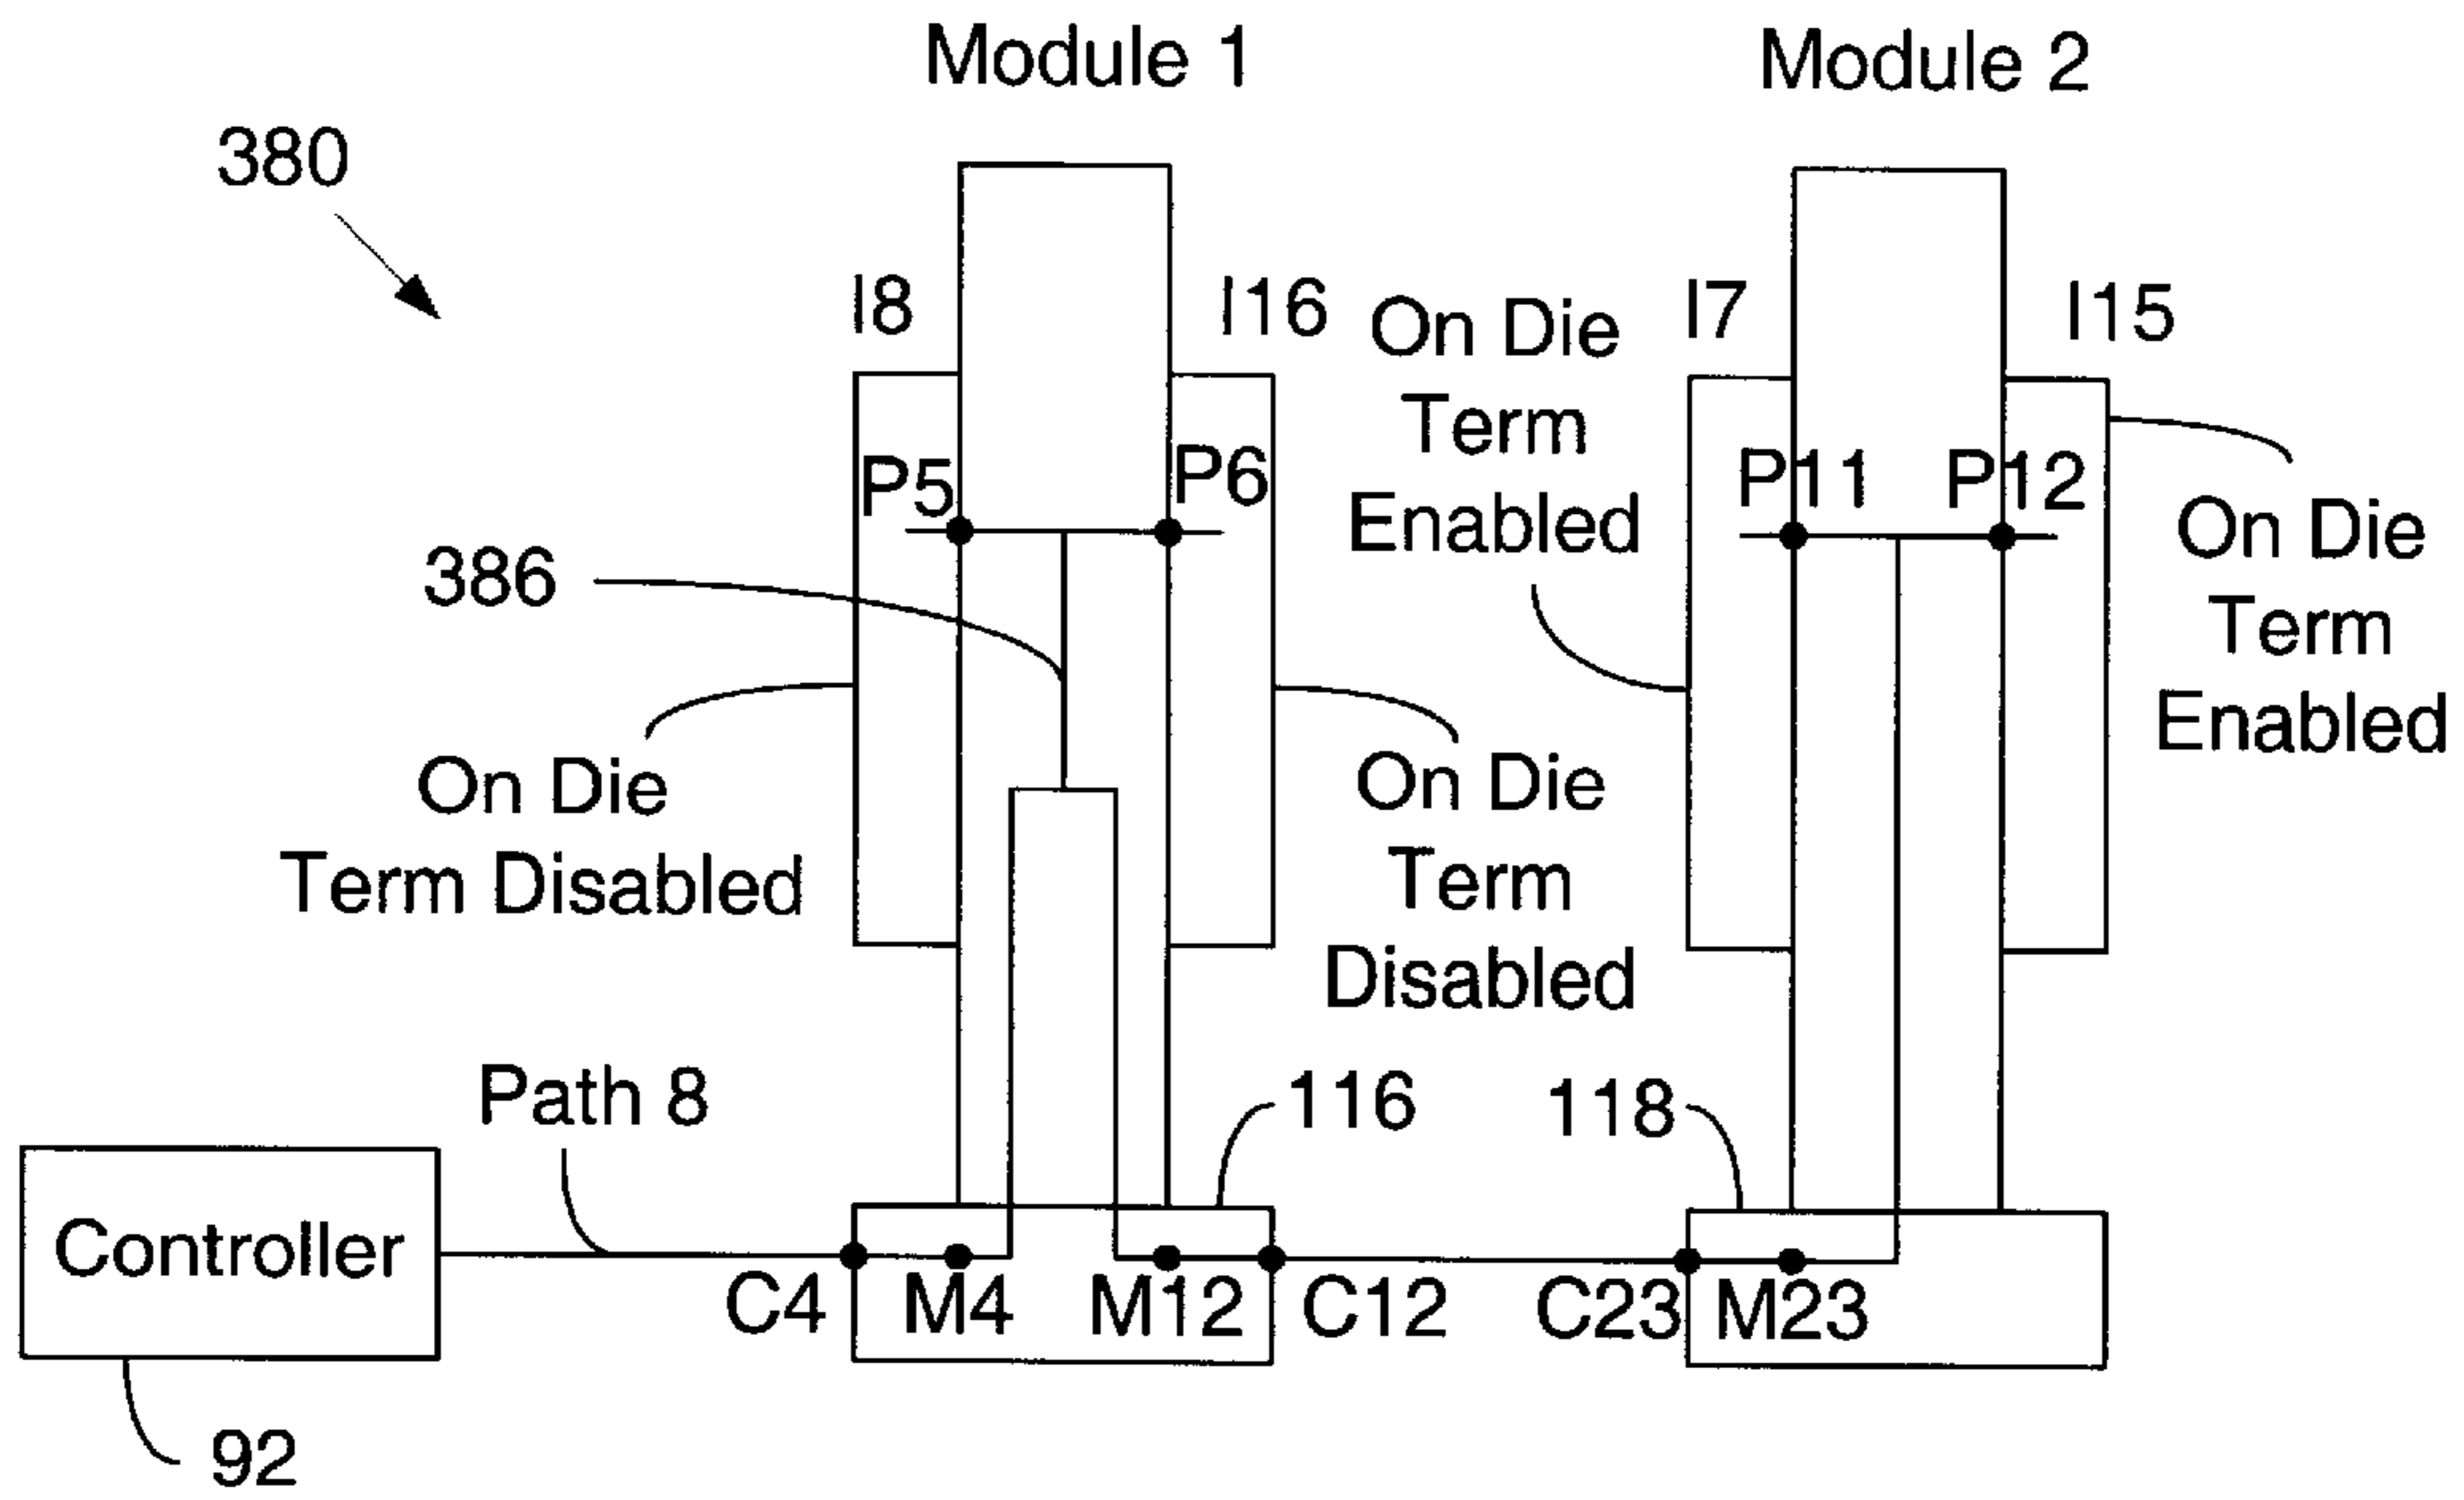 Module 1
Module 2
380
I8
I16
On Die
Term
Enabled
I7
I15
P5
P6
P11
P12
386
On Die
Term
Enabled
On Die
Term Disabled
On Die
Term
Disabled
Path 8
116
118
Controller
C4
M4
M12
C12
C23
M23
92